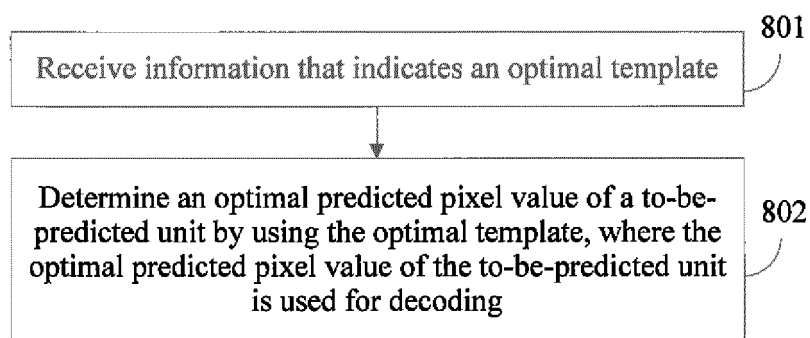 801
Receive information that indicates an optimal template
802
Determine an optimal predicted pixel value of a to-be-
predicted unit by using the optimal template, where the
optimal predicted pixel value of the to-be-predicted unit
is used for decoding